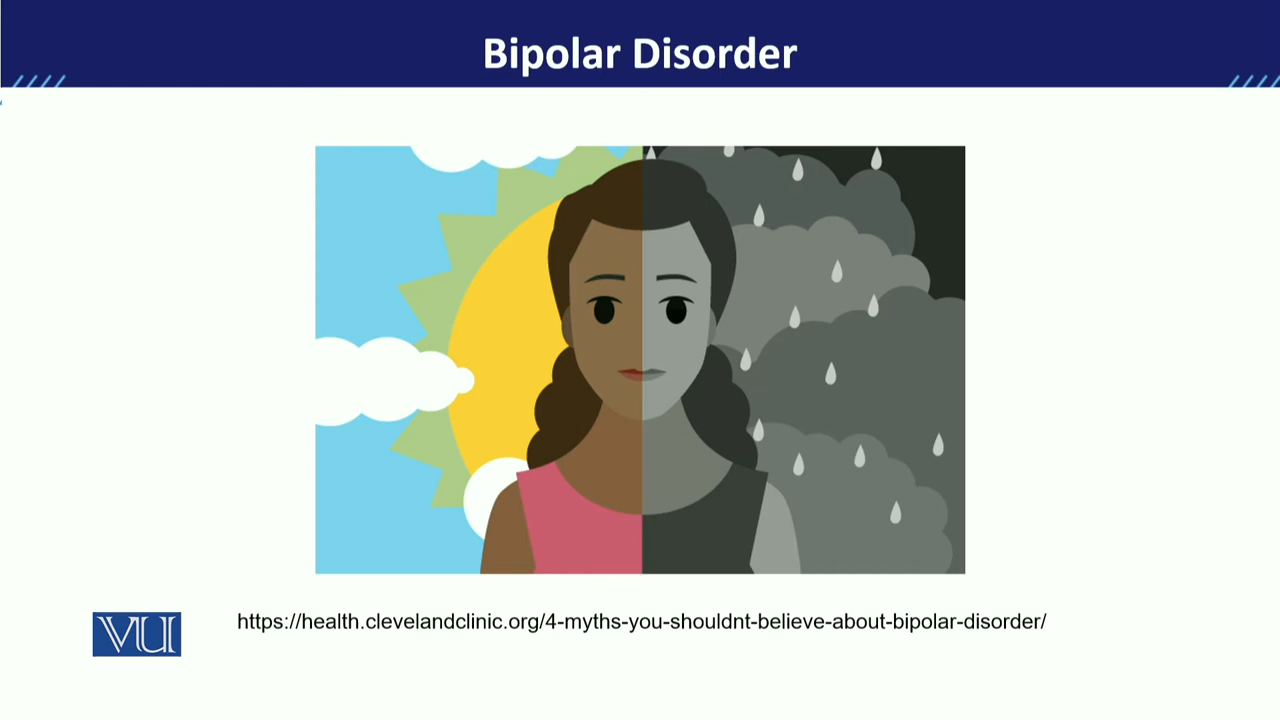 Bipolar Disorder
VU
https://health.clevelandclinic.org/4-myths-you-shouldnt-believe-about-bipolar-disorder/